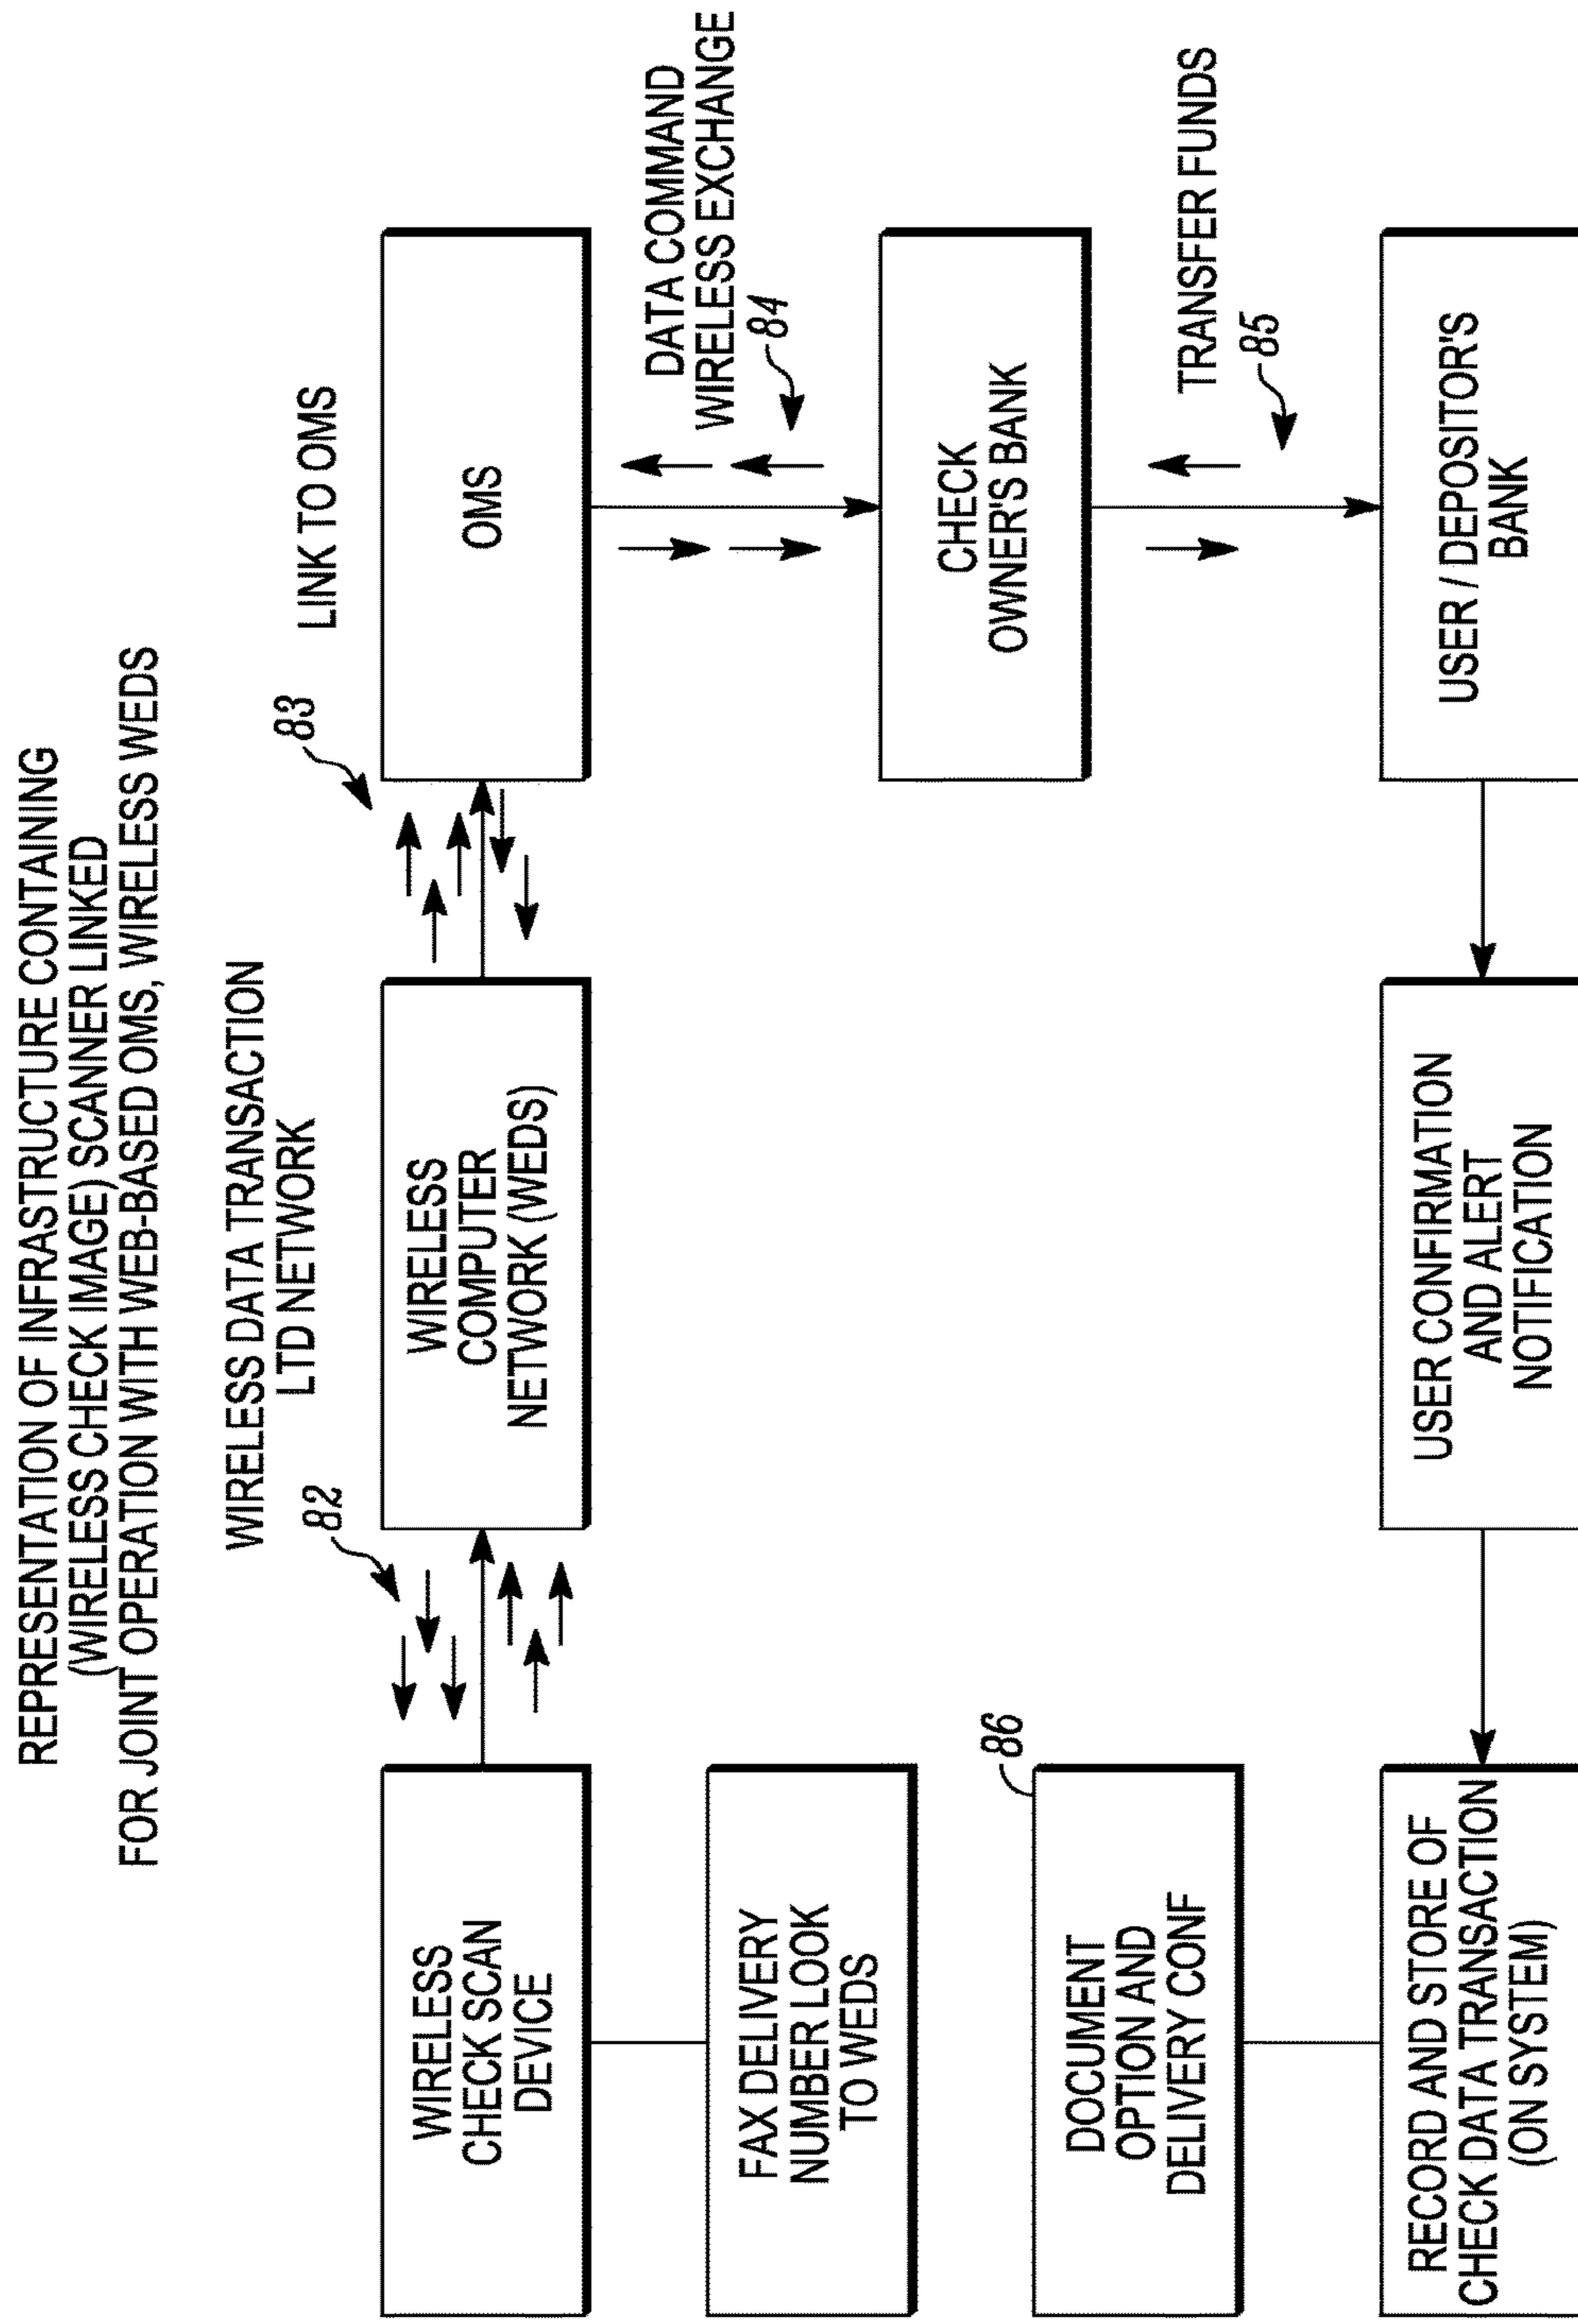 REPRESENTATION OF INFRASTRUCTURE CONTAINING
(WIRELESS CHECK IMAGE) SCANNER LINKED
FOR JOINT OPERATION WITH WEB-BASED OMS, WIRELESS WEDS
WIRELESS DATA TRANSACTION
LTD NETWORK
LINK TO OMS
82
83
WIRELESS
CHECK SCAN
DEVICE
WIRELESS
COMPUTER
NETWORK (WEDS)
OMS
DATA COMMAND
WIRELESS EXCHANGE
84
FAX DELIVERY
NUMBER LOOK
TO WEDS
CHECK
OWNER'S BANK
86
DOCUMENT
OPTION AND
DELIVERY CONF
TRANSFER FUNDS
85
RECORD AND STORE OF
CHECK DATA TRANSACTION
(ON SYSTEM)
USER CONFIRMATION
AND ALERT
NOTIFICATION
USER / DEPOSITOR'S
BANK